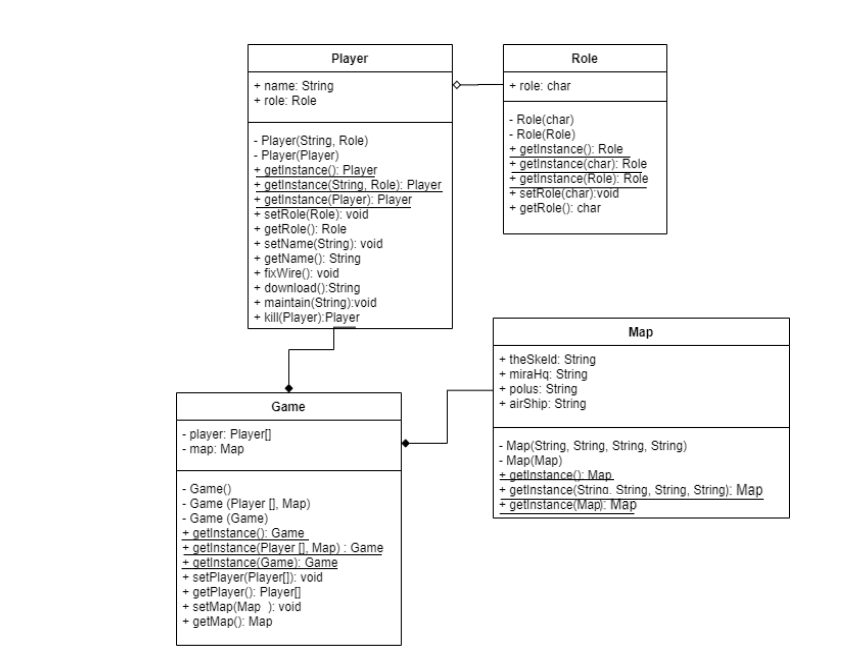 Player
+ name: String
+ role: Role
- Player(String, Role)
- Player(Player)
+ getInstance(): Player
+ getInstance(String, Role): Player
+ getInstance(Player): Player
+ setRole(Role): void
+ getRole(): Role
+ setName(String): void
+ getName(): String
+ fixWire(): void
+ download():String
+ maintain(String):void
+ kill(Player):Player
Role
+ role: char
- Role(char)
- Role(Role)
+ getInstance(): Role
+ getInstance(char): Role
+ getInstance(Role): Role
+ setRole(char):void
+ getRole(): char
Map
+ theSkeld: String
+ miraHq: String
+ polus: String
+ airShip: String
- Map(String, String, String, String)
- Map(Map)
+ getInstance(): Map
+ getInstance(String, String, String, String): Map
+ getInstance(Map): Map
Game
- player: Player[]
- map: Map
- Game()
- Game (Player [], Map)
- Game (Game)
+ getInstance(): Game
+ getInstance(Player [], Map) : Game
+ getInstance(Game): Game
+ setPlayer(Player[]): void
+ getPlayer(): Player[]
+ setMap(Map ): void
+ getMap(): Map